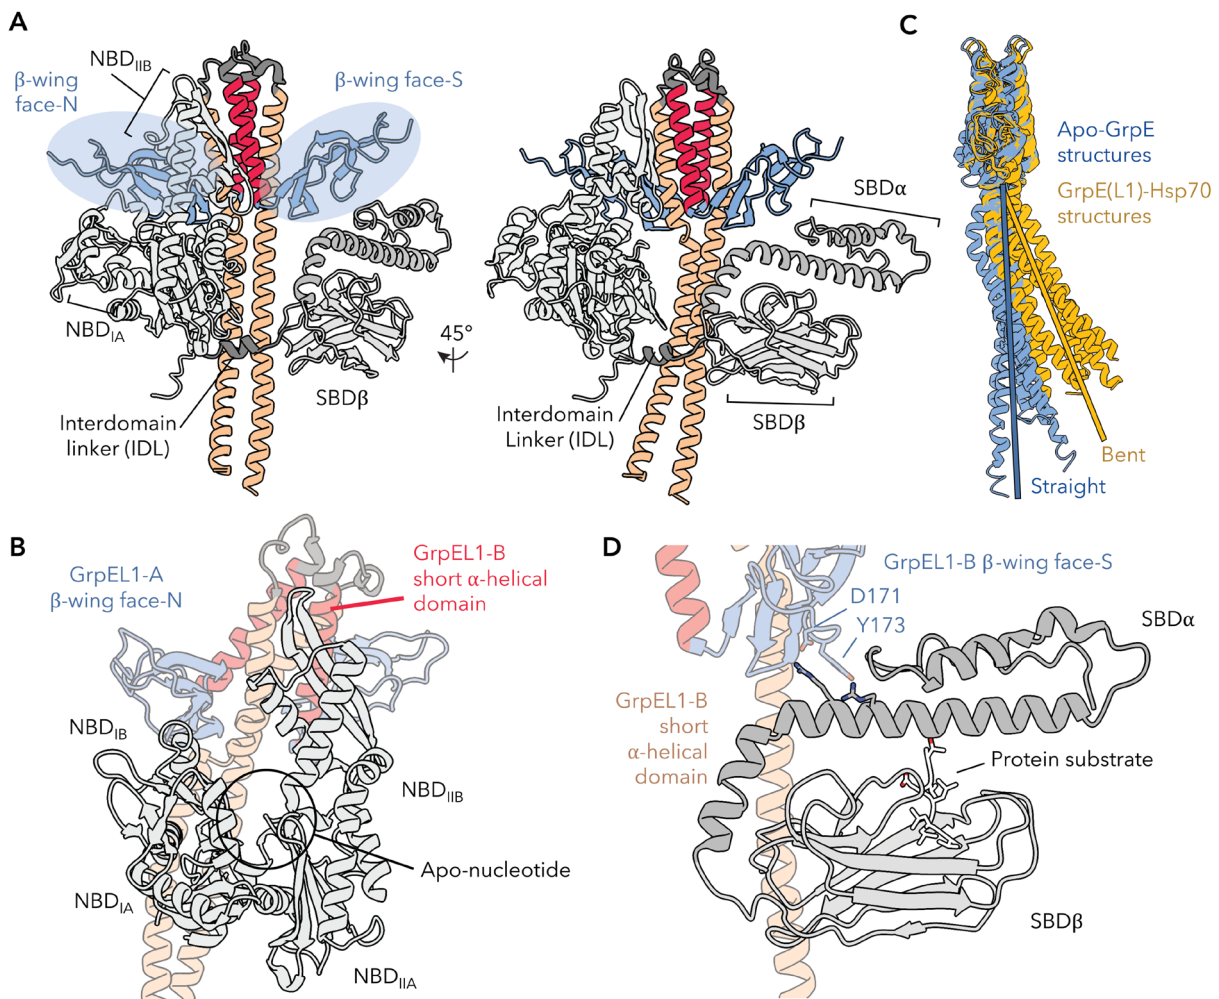 A
NBDIIB
β-wing
face-N
β-wing face-S
NBDIA
Interdomain
linker (IDL)
SBDβ
45°
SBDα
Interdomain
Linker (IDL)
SBDβ
C
Apo-GrpE
structures
GrpE(L1)-Hsp70
structures
Bent
Straight
B
GrpEL1-A
β-wing face-N
GrpEL1-B
short α-helical
domain
NBDIB
NBDIIB
Apo-nucleotide
NBDIA
NBDIIA
D
GrpEL1-B β-wing face-S
D171
Y173
SBDα
GrpEL1-B
short
α-helical
domain
Protein substrate
SBDβ